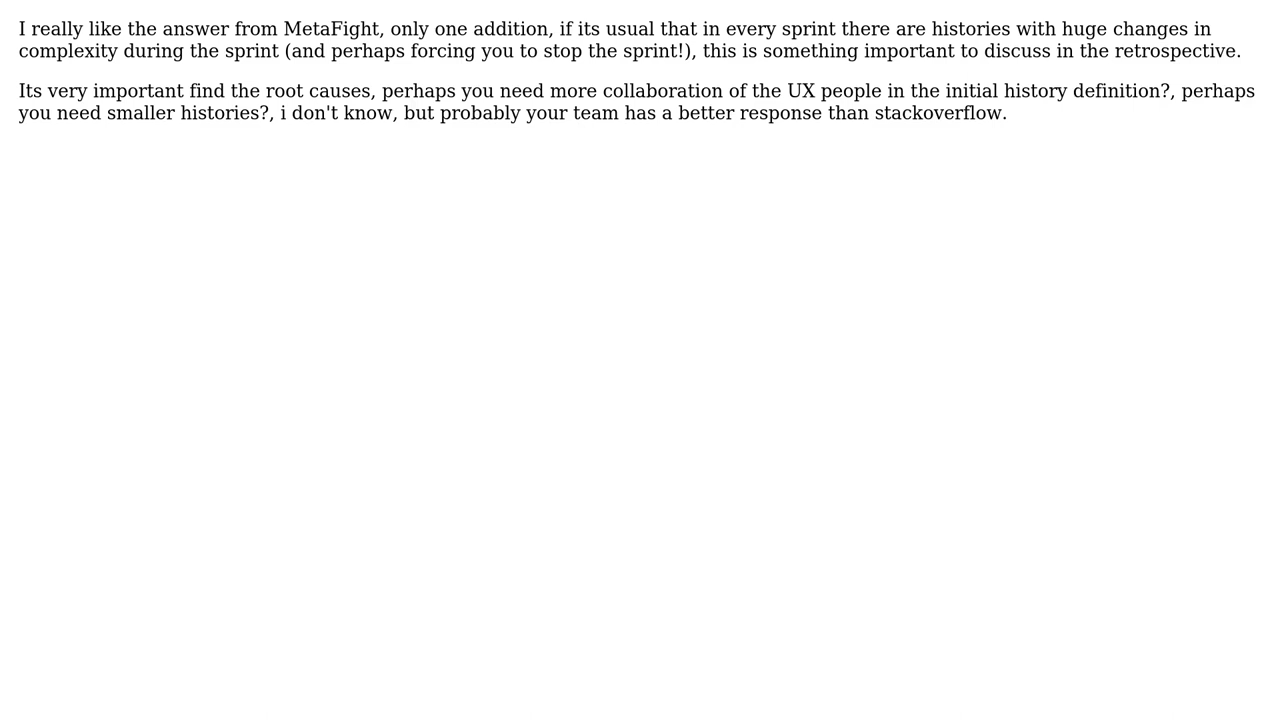 I really like the answer from MetaFight, only one addition, if its usual that in every sprint there are histories with huge changes in
complexity during the sprint (and perhaps forcing you to stop the sprint!), this is something important to discuss in the retrospective.
Its very important find the root causes, perhaps you need more collaboration of the UX people in the initial history definition?, perhaps
you need smaller histories?, i don't know, but probably your team has a better response than stackoverflow.